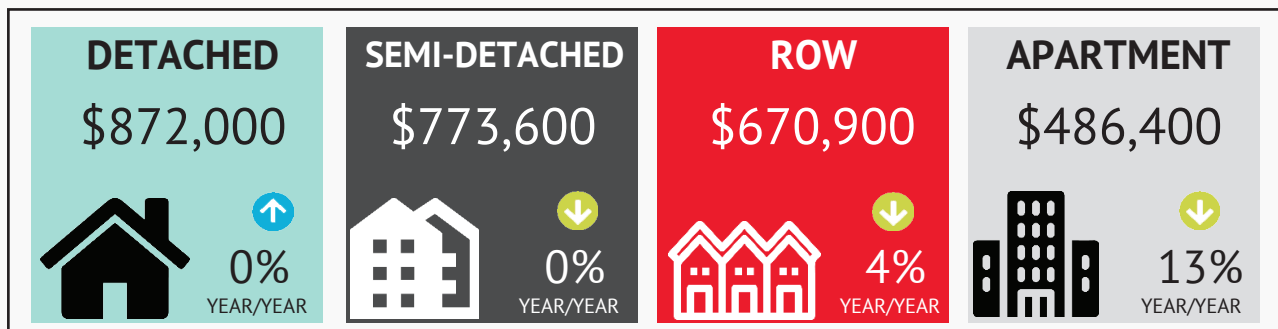 DETACHED
$872,000
0%
YEAR/YEAR
SEMI-DETACHED
$773,600
0%
YEAR/YEAR
ROW
$670,900
4%
YEAR/YEAR
APARTMENT
$486,400
13%
YEAR/YEAR